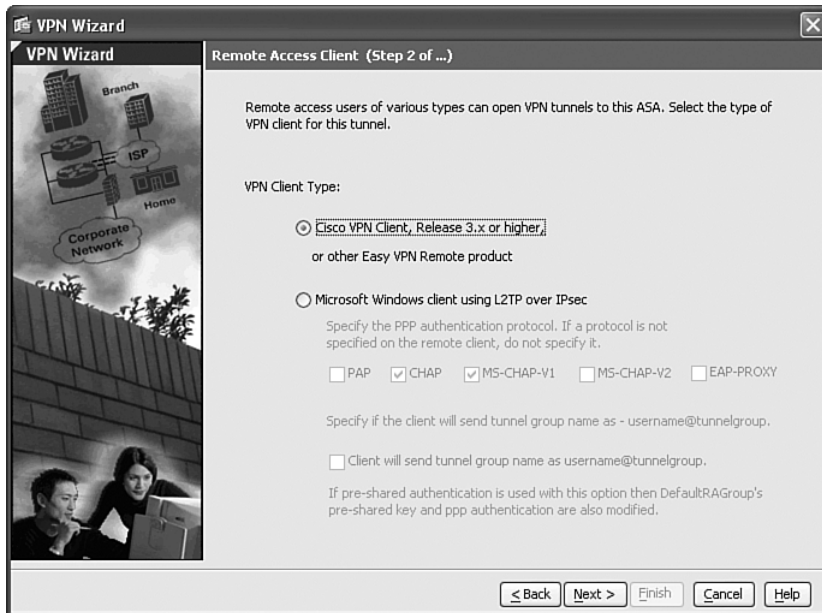 VPN Wizard
VPN Wizard
Branch
ISP
Home
Corporate
Network
Remote Access Client (Step 2 of ...)
Remote access users of various types can open VPN tunnels to this ASA. Select the type of
VPN client for this tunnel.
VPN Client Type:
Cisco VPN Client, Release 3.x or higher,
or other Easy VPN Remote product
Microsoft Windows client using L2TP over IPsec
Specify the PPP authentication protocol. If a protocol is not
specified on the remote client, do not specify it.
PAP CHAP MS-CHAP-V1 MS-CHAP-V2 EAP-PROXY
Specify if the client will send tunnel group name as - username@tunnelgroup.
Client will send tunnel group name as username@tunnelgroup.
If pre-shared authentication is used with this option then DefaultRAGroup's
pre-shared key and ppp authentication are also modified.
< Back Next > Finish Cancel Help